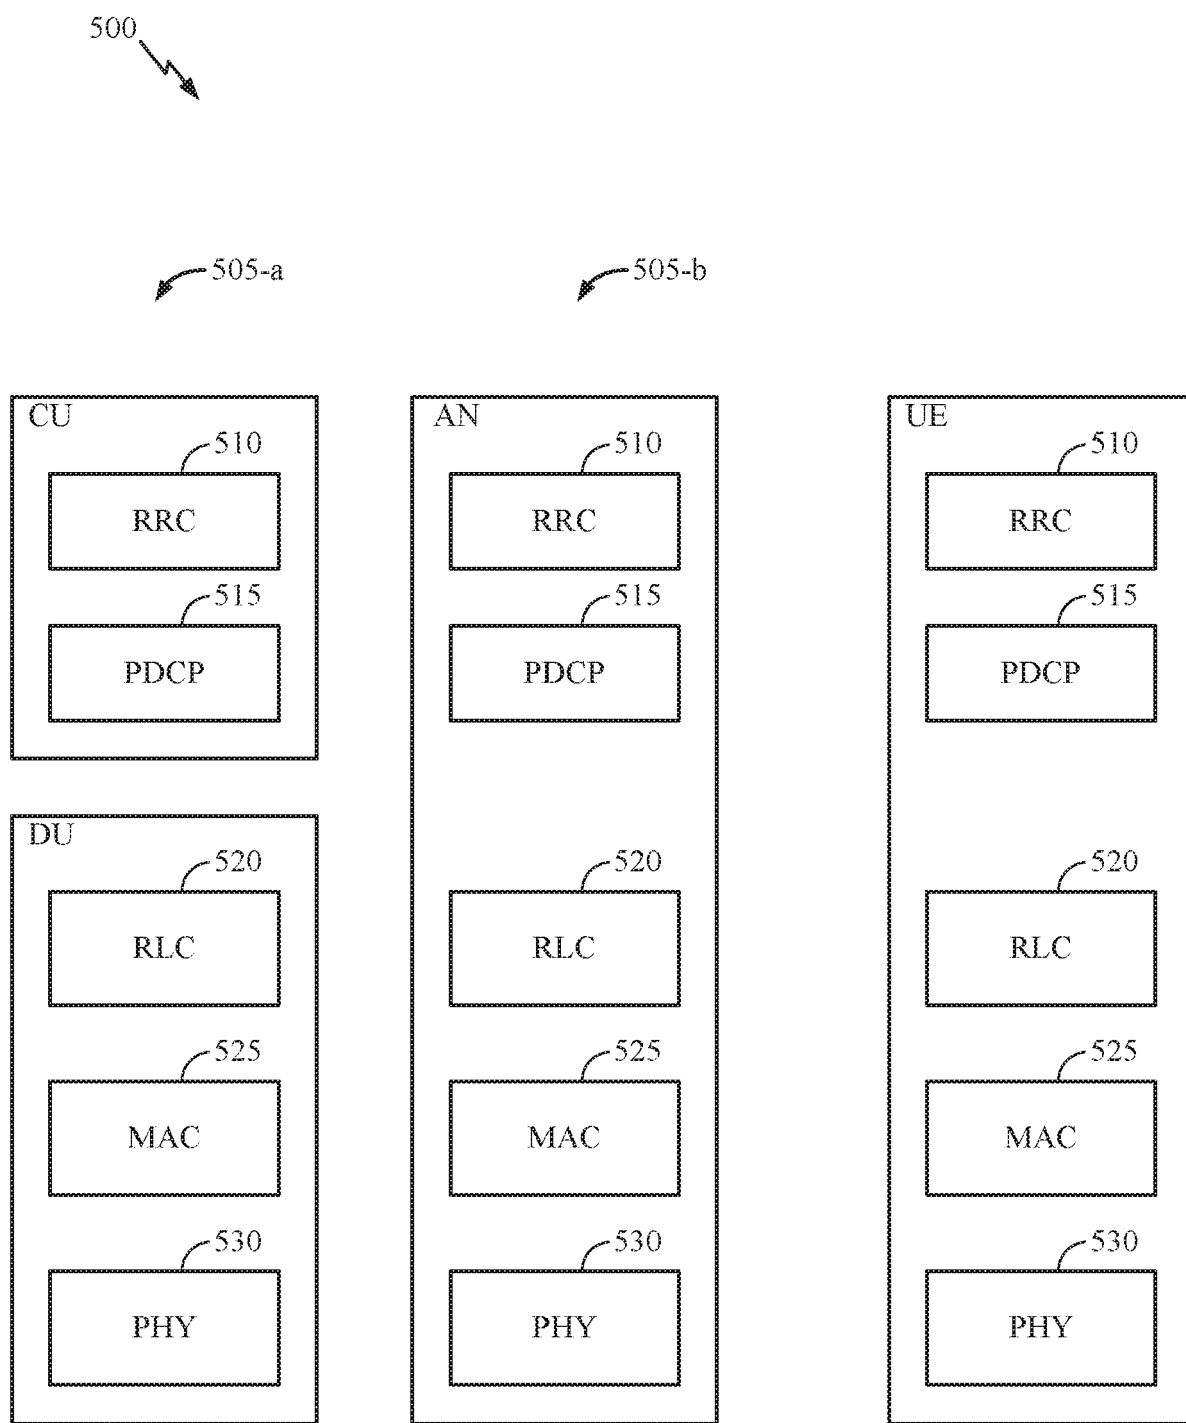 500
505-a 505-b
CU AN UE
510 510 510
RRC RRC RRC
515 515 515
PDCP PDCP PDCP
DU
520 520 520
RLC RLC RLC
525 525 525
MAC MAC MAC
530 530 530
PHY PHY PHY